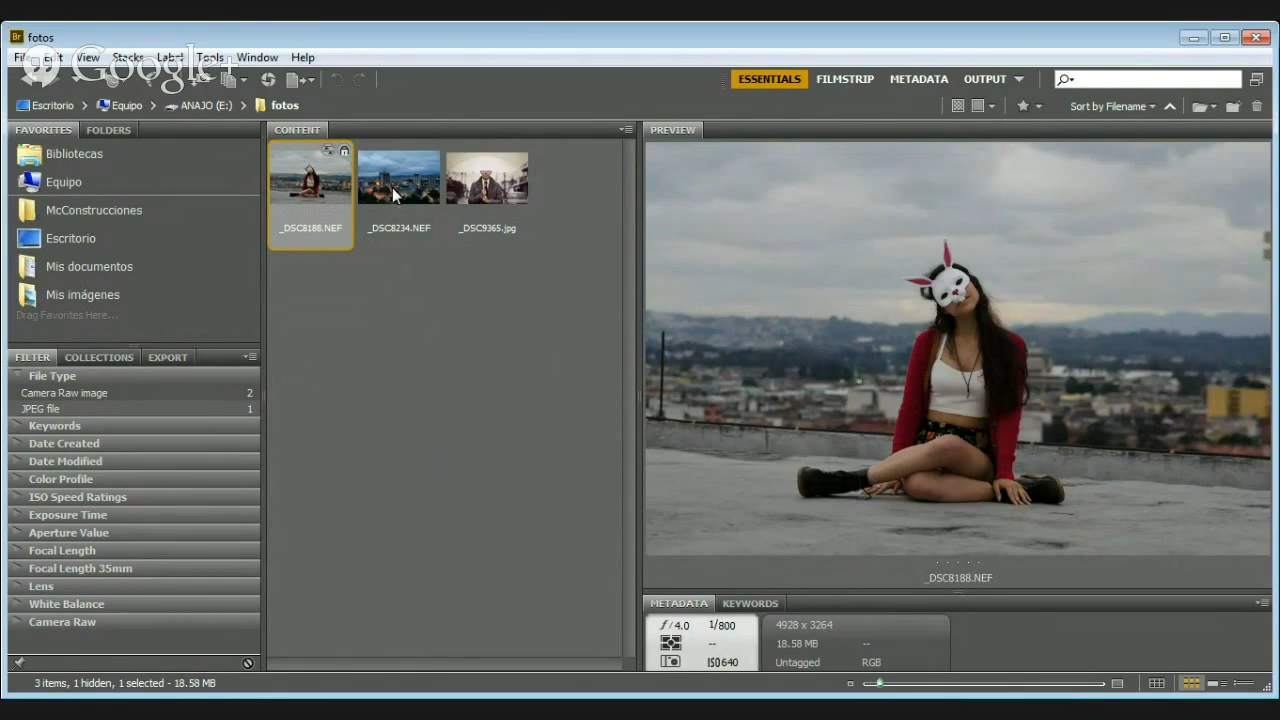 Br fotos
File Edit View Stacks Label Tools Window Help
Google+
ESSENTIALS FILMSTRIP METADATA OUTPUT
Escritorio Equipo ANAJO (E:) fotos
Sort by Filename
FAVORITES FOLDERS
Bibliotecas
Equipo
McConstrucciones
Escritorio
Mis documentos
Mis imágenes
Drag Favorites Here...
FILTER COLLECTIONS EXPORT
File Type
Camera Raw image 2
JPEG file 1
Keywords
Date Created
Date Modified
Color Profile
ISO Speed Ratings
Exposure Time
Aperture Value
Focal Length
Focal Length 35mm
Lens
White Balance
Camera Raw
CONTENT
_DSC8188.NEF _DSC8234.NEF _DSC9365.jpg
PREVIEW
_DSC8188.NEF
METADATA KEYWORDS
ƒ/4.0 1/800
--
ISO640
4928 x 3264
18.58 MB --
Untagged RGB
3 items, 1 hidden, 1 selected - 18.58 MB